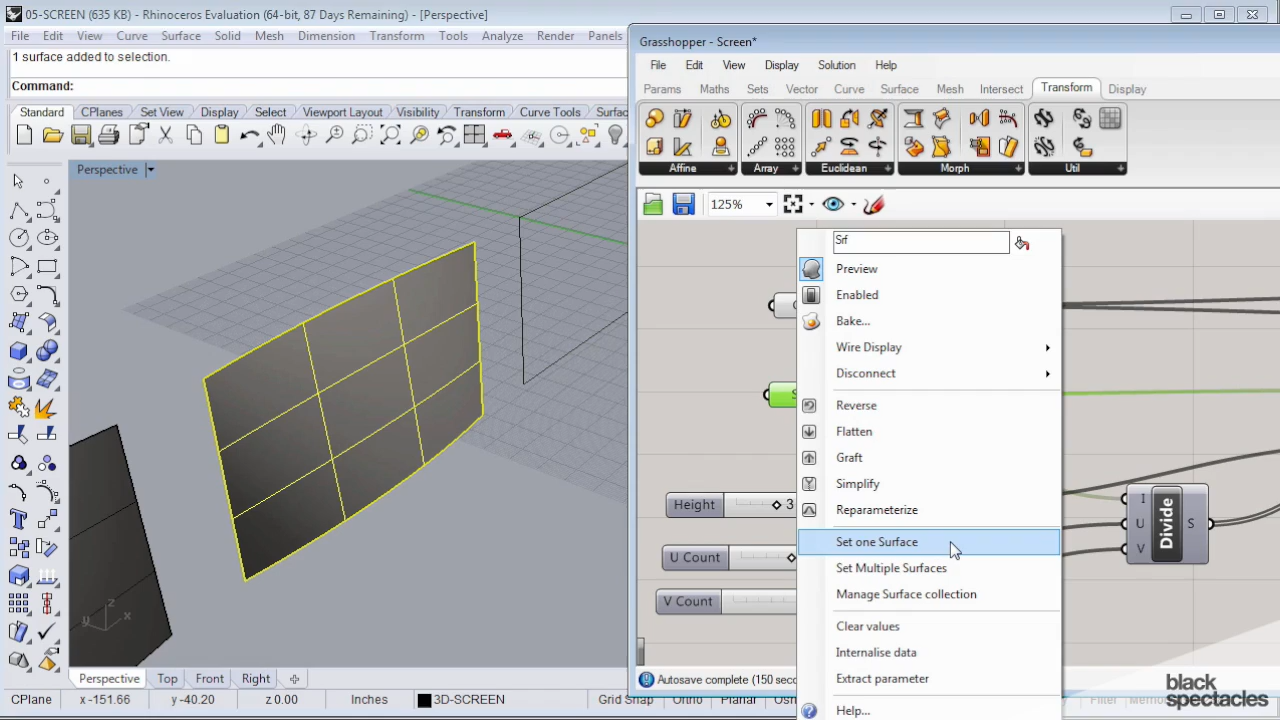 05-SCREEN (635 KB) - Rhinoceros Evaluation (64-bit, 87 Days Remaining) - [Perspective]
File Edit View Curve Surface Solid Mesh Dimension Transform Tools Analyze Render Panels
1 surface added to selection.
Command:
Standard CPlanes Set View Display Select Viewport Layout Visibility Transform Curve Tools Surfac
Perspective
z
y x
Perspective Top Front Right
CPlane x -151.66 y -40.20 z 0.00 Inch 3D-SCREEN Grid Snap Ortho Planar
Grasshopper - Screen*
File Edit View Display Solution Help
Params Maths Sets Vector Curve Surface Mesh Intersect Transform Display
Affine Array Euclidean Morph Util
125%
Srf
Preview
Enabled
Bake...
Wire Display
Disconnect
Reverse
Flatten
Graft
Simplify
Reparameterize
Set one Surface
Set Multiple Surfaces
Manage Surface collection
Clear values
Internalise data
Extract parameter
Help...
Height 3
U Count
V Count
I
U
V
Divide
S
Autosave complete (150 seco
Filter
black
spectacles